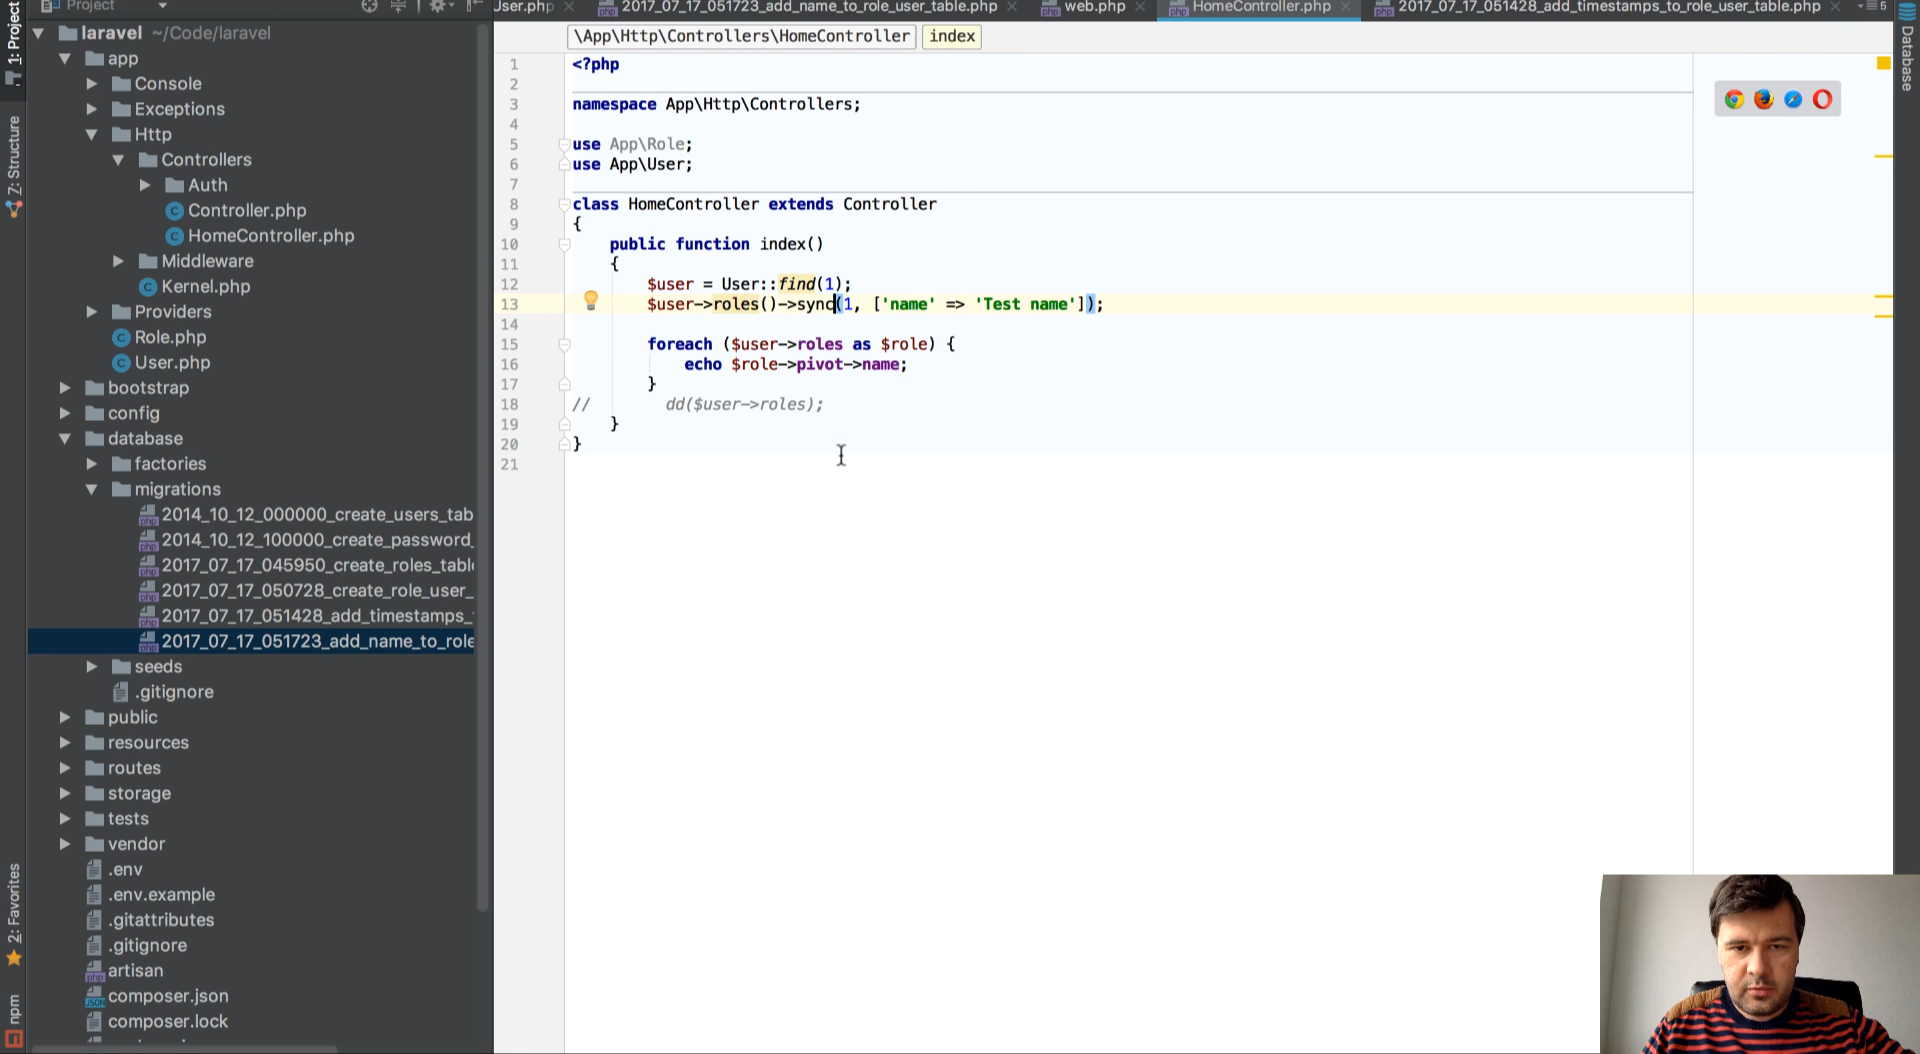 Project
User.php
2017_07_17_051723_add_name_to_role_user_table.php
web.php
HomeController.php
2017_07_17_051428_add_timestamps_to_role_user_table.php
5
1: Project
7: Structure
2: Favorites
npm
Database
laravel ~/Code/laravel
app
Console
Exceptions
Http
Controllers
Auth
Controller.php
HomeController.php
Middleware
Kernel.php
Providers
Role.php
User.php
bootstrap
config
database
factories
migrations
2014_10_12_000000_create_users_tab
2014_10_12_100000_create_password_
2017_07_17_045950_create_roles_tabl
2017_07_17_050728_create_role_user_
2017_07_17_051428_add_timestamps_
2017_07_17_051723_add_name_to_role
seeds
.gitignore
public
resources
routes
storage
tests
vendor
.env
.env.example
.gitattributes
.gitignore
artisan
composer.json
composer.lock
\App\Http\Controllers\HomeController index
1 <?php
2
3 namespace App\Http\Controllers;
4
5 use App\Role;
6 use App\User;
7
8 class HomeController extends Controller
9 {
10 public function index()
11 {
12 $user = User::find(1);
13 $user->roles()->sync(1, ['name' => 'Test name']);
14
15 foreach ($user->roles as $role) {
16 echo $role->pivot->name;
17 }
18 // dd($user->roles);
19 }
20 }
21